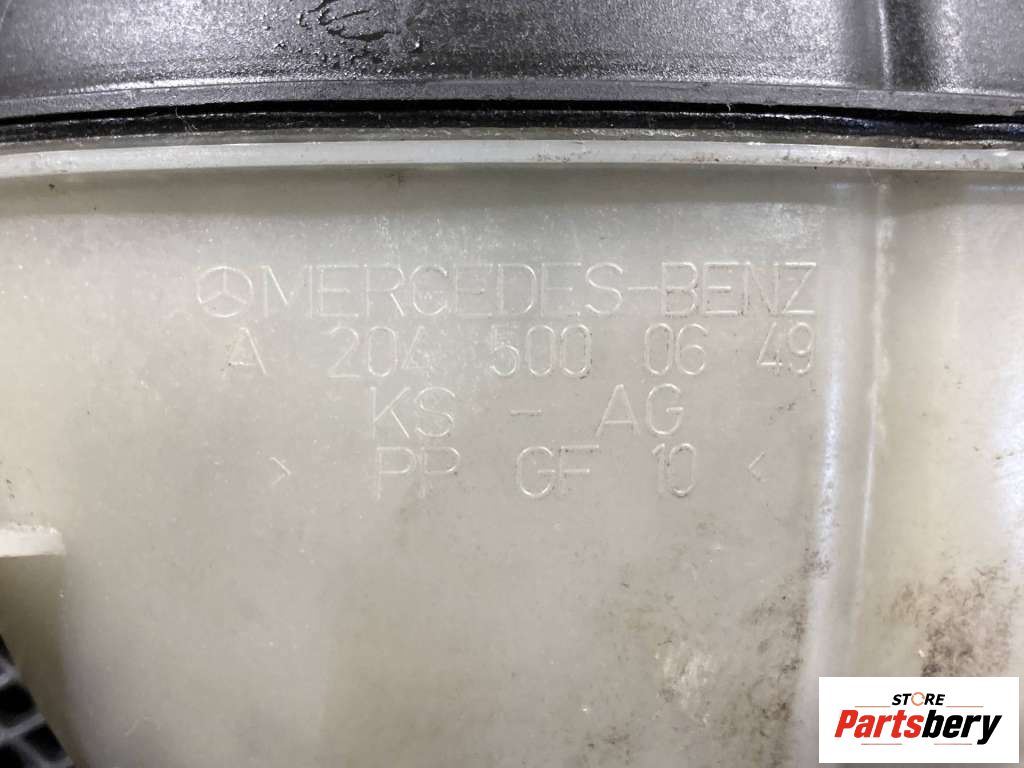 MERCEDES-BENZ
A 204 500 06 49
KS - AG
> PP GF 10 <
STORE
Partsbery